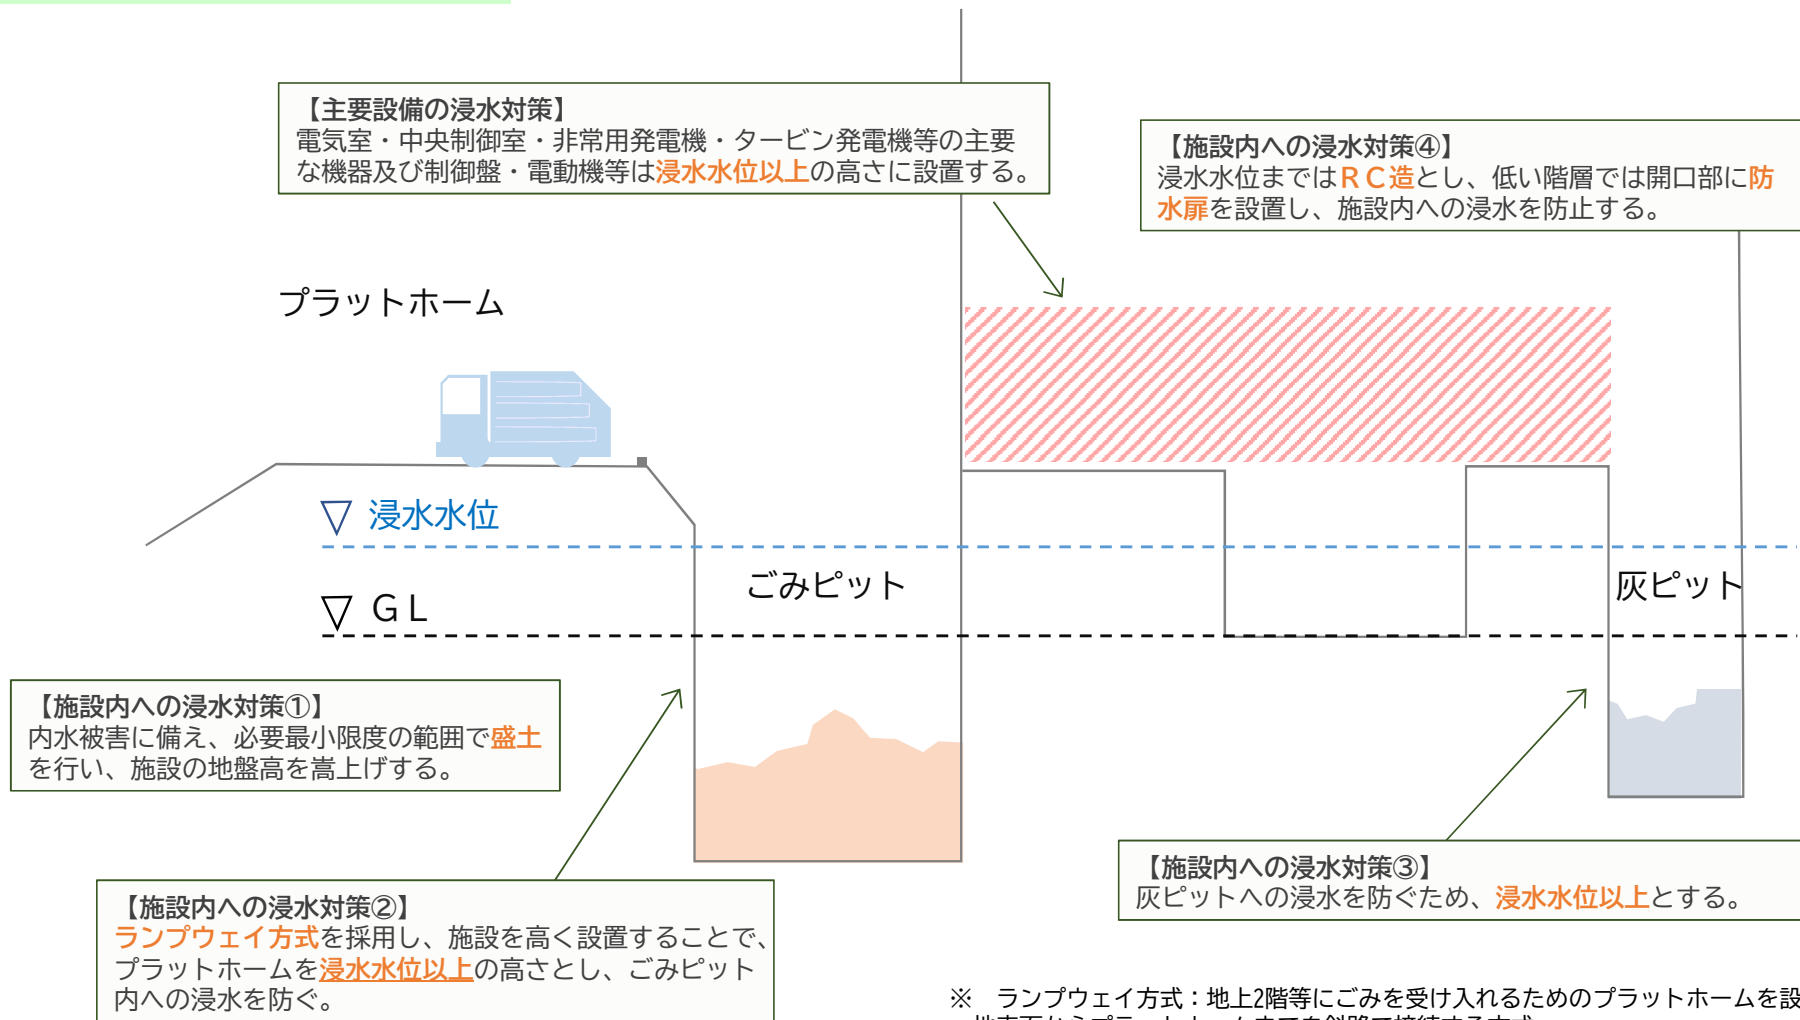 【主要設備の浸水対策】
電気室・中央制御室・非常用発電機・タービン発電機等の主要
な機器及び制御盤・電動機等は浸水水位以上の高さに設置する。
【施設内への浸水対策④】
浸水水位まではＲＣ造とし、低い階層では開口部に防
水扉を設置し、施設内への浸水を防止する。
プラットホーム
▽ 浸水水位
ごみピット
灰ピット
▽ ＧＬ
【施設内への浸水対策①】
内水被害に備え、必要最小限度の範囲で盛土
を行い、施設の地盤高を嵩上げする。
【施設内への浸水対策③】
灰ピットへの浸水を防ぐため、浸水水位以上とする。
【施設内への浸水対策②】
ランプウェイ方式を採用し、施設を高く設置することで、
プラットホームを浸水水位以上の高さとし、ごみピット
内への浸水を防ぐ。
※　ランプウェイ方式：地上2階等にごみを受け入れるためのプラットホームを設